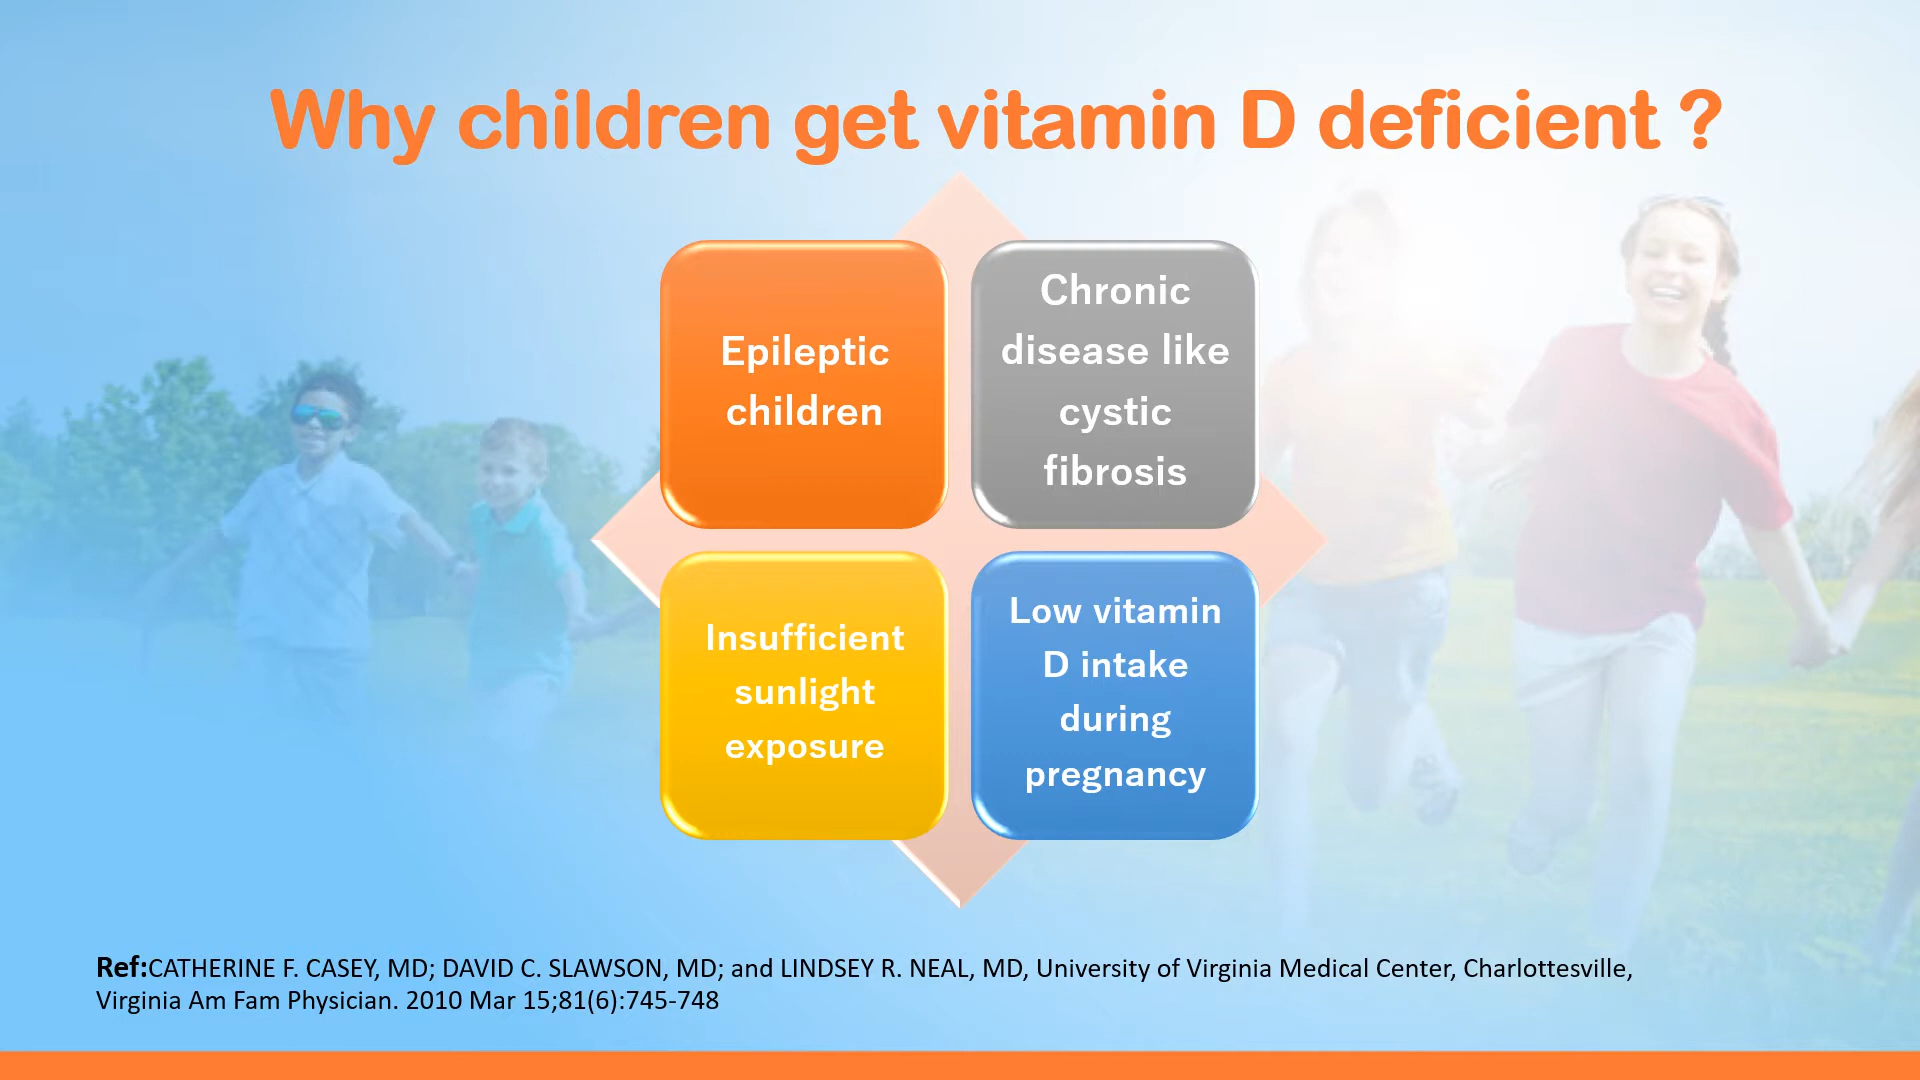 Why children get vitamin D deficient ?
Epileptic
children
Chronic
disease like
cystic
fibrosis
Insufficient
sunlight
exposure
Low vitamin
D intake
during
pregnancy
Ref:CATHERINE F. CASEY, MD; DAVID C. SLAWSON, MD; and LINDSEY R. NEAL, MD, University of Virginia Medical Center, Charlottesville,
Virginia Am Fam Physician. 2010 Mar 15;81(6):745-748